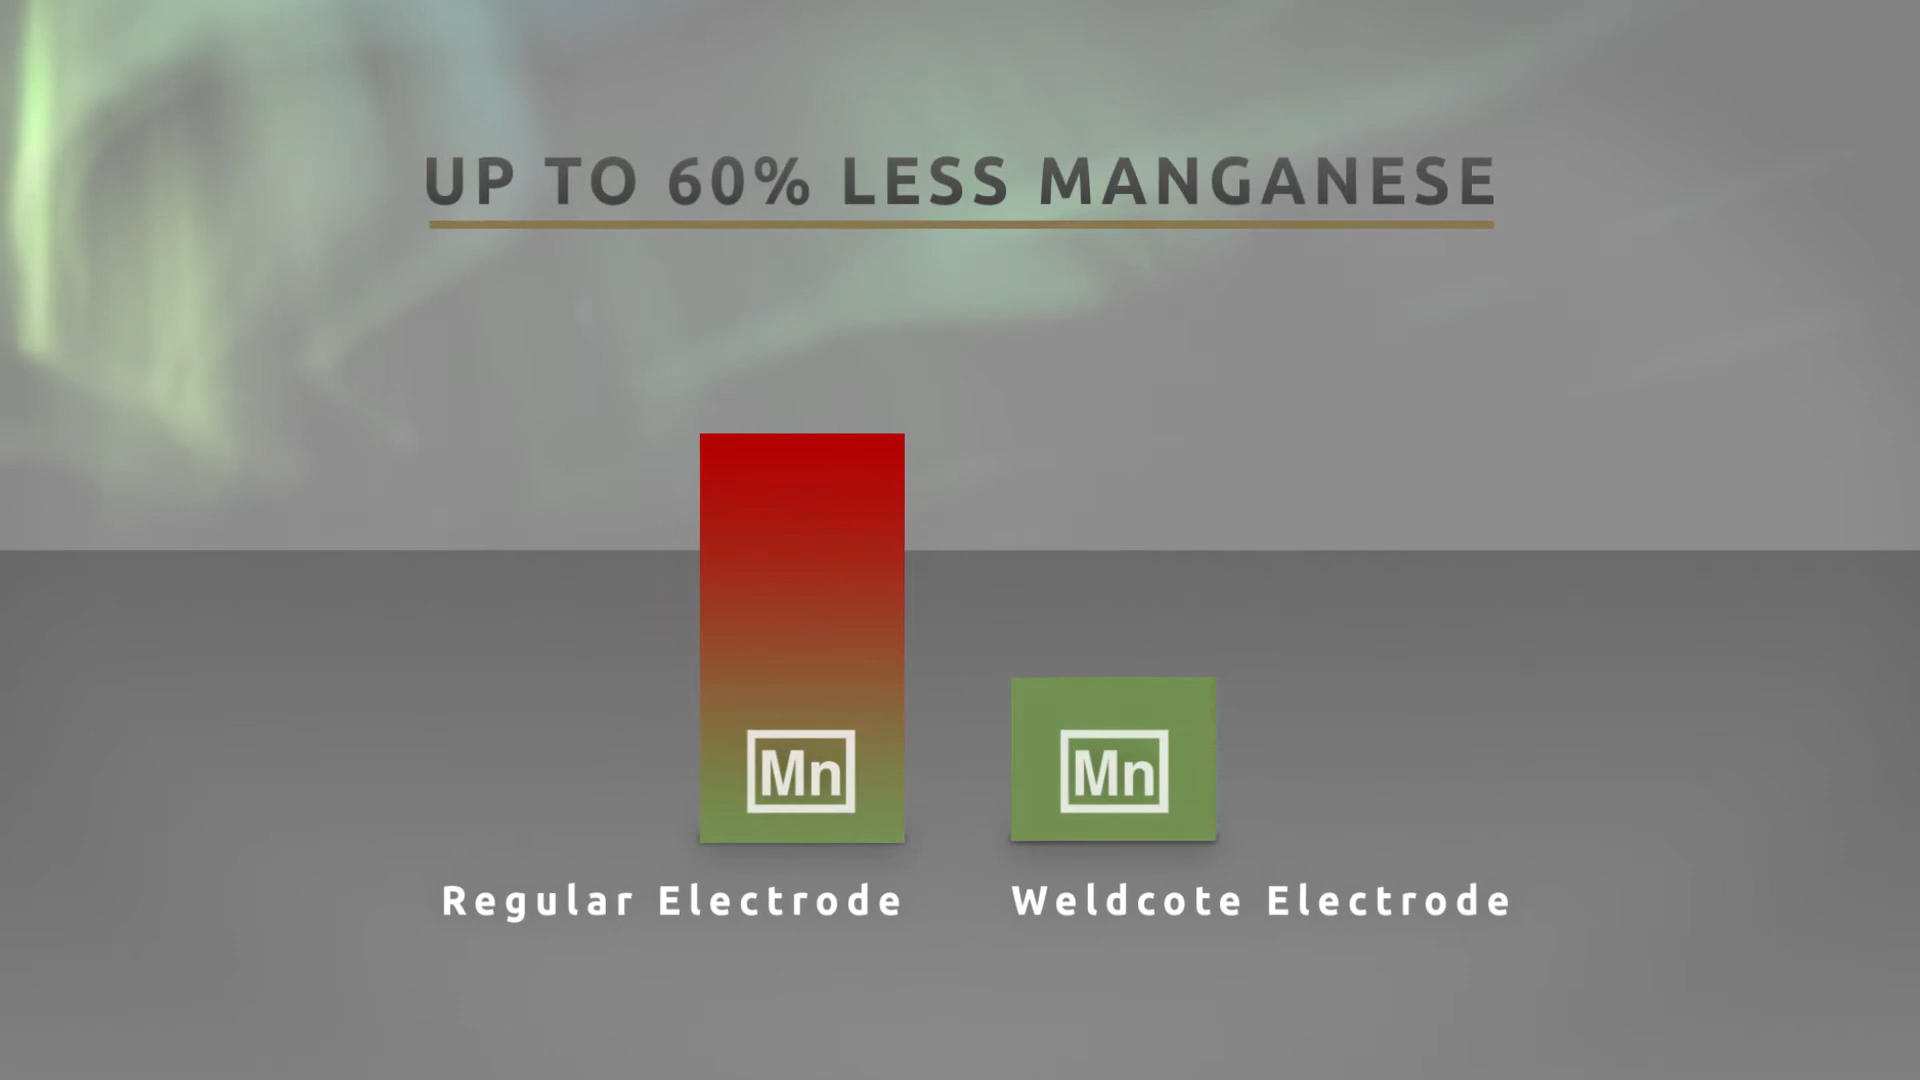 UP TO 60% LESS MANGANESE
Mn
Mn
Regular Electrode
Weldcote Electrode